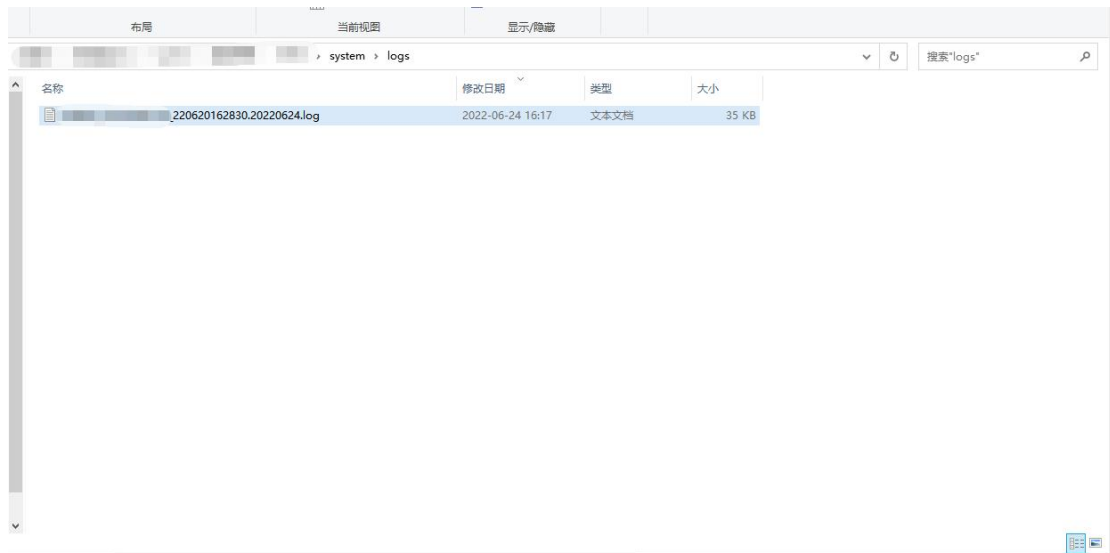 布局 当前视图 显示/隐藏
› system › logs 搜索"logs"
名称 修改日期 类型 大小
_220620162830.20220624.log 2022-06-24 16:17 文本文档 35 KB